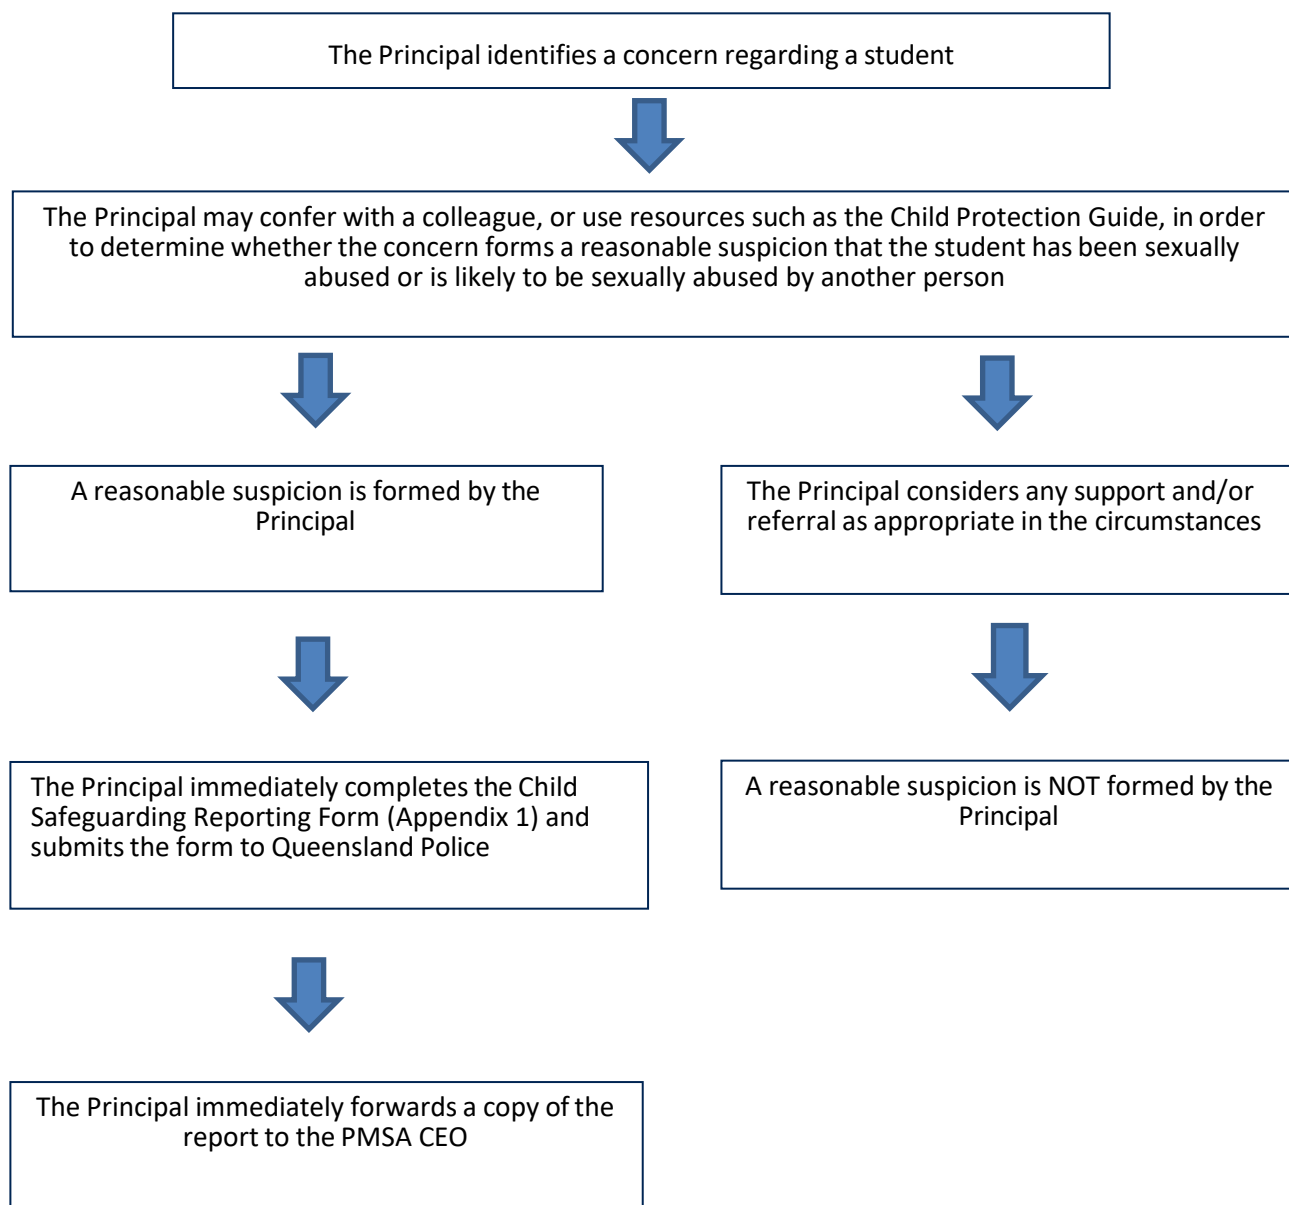 The Principal identifies a concern regarding a student
The Principal may confer with a colleague, or use resources such as the Child Protection Guide, in order
to determine whether the concern forms a reasonable suspicion that the student has been sexually
abused or is likely to be sexually abused by another person
A reasonable suspicion is formed by the
Principal
The Principal considers any support and/or
referral as appropriate in the circumstances
The Principal immediately completes the Child
Safeguarding Reporting Form (Appendix 1) and
submits the form to Queensland Police
A reasonable suspicion is NOT formed by the
Principal
The Principal immediately forwards a copy of the
report to the PMSA CEO